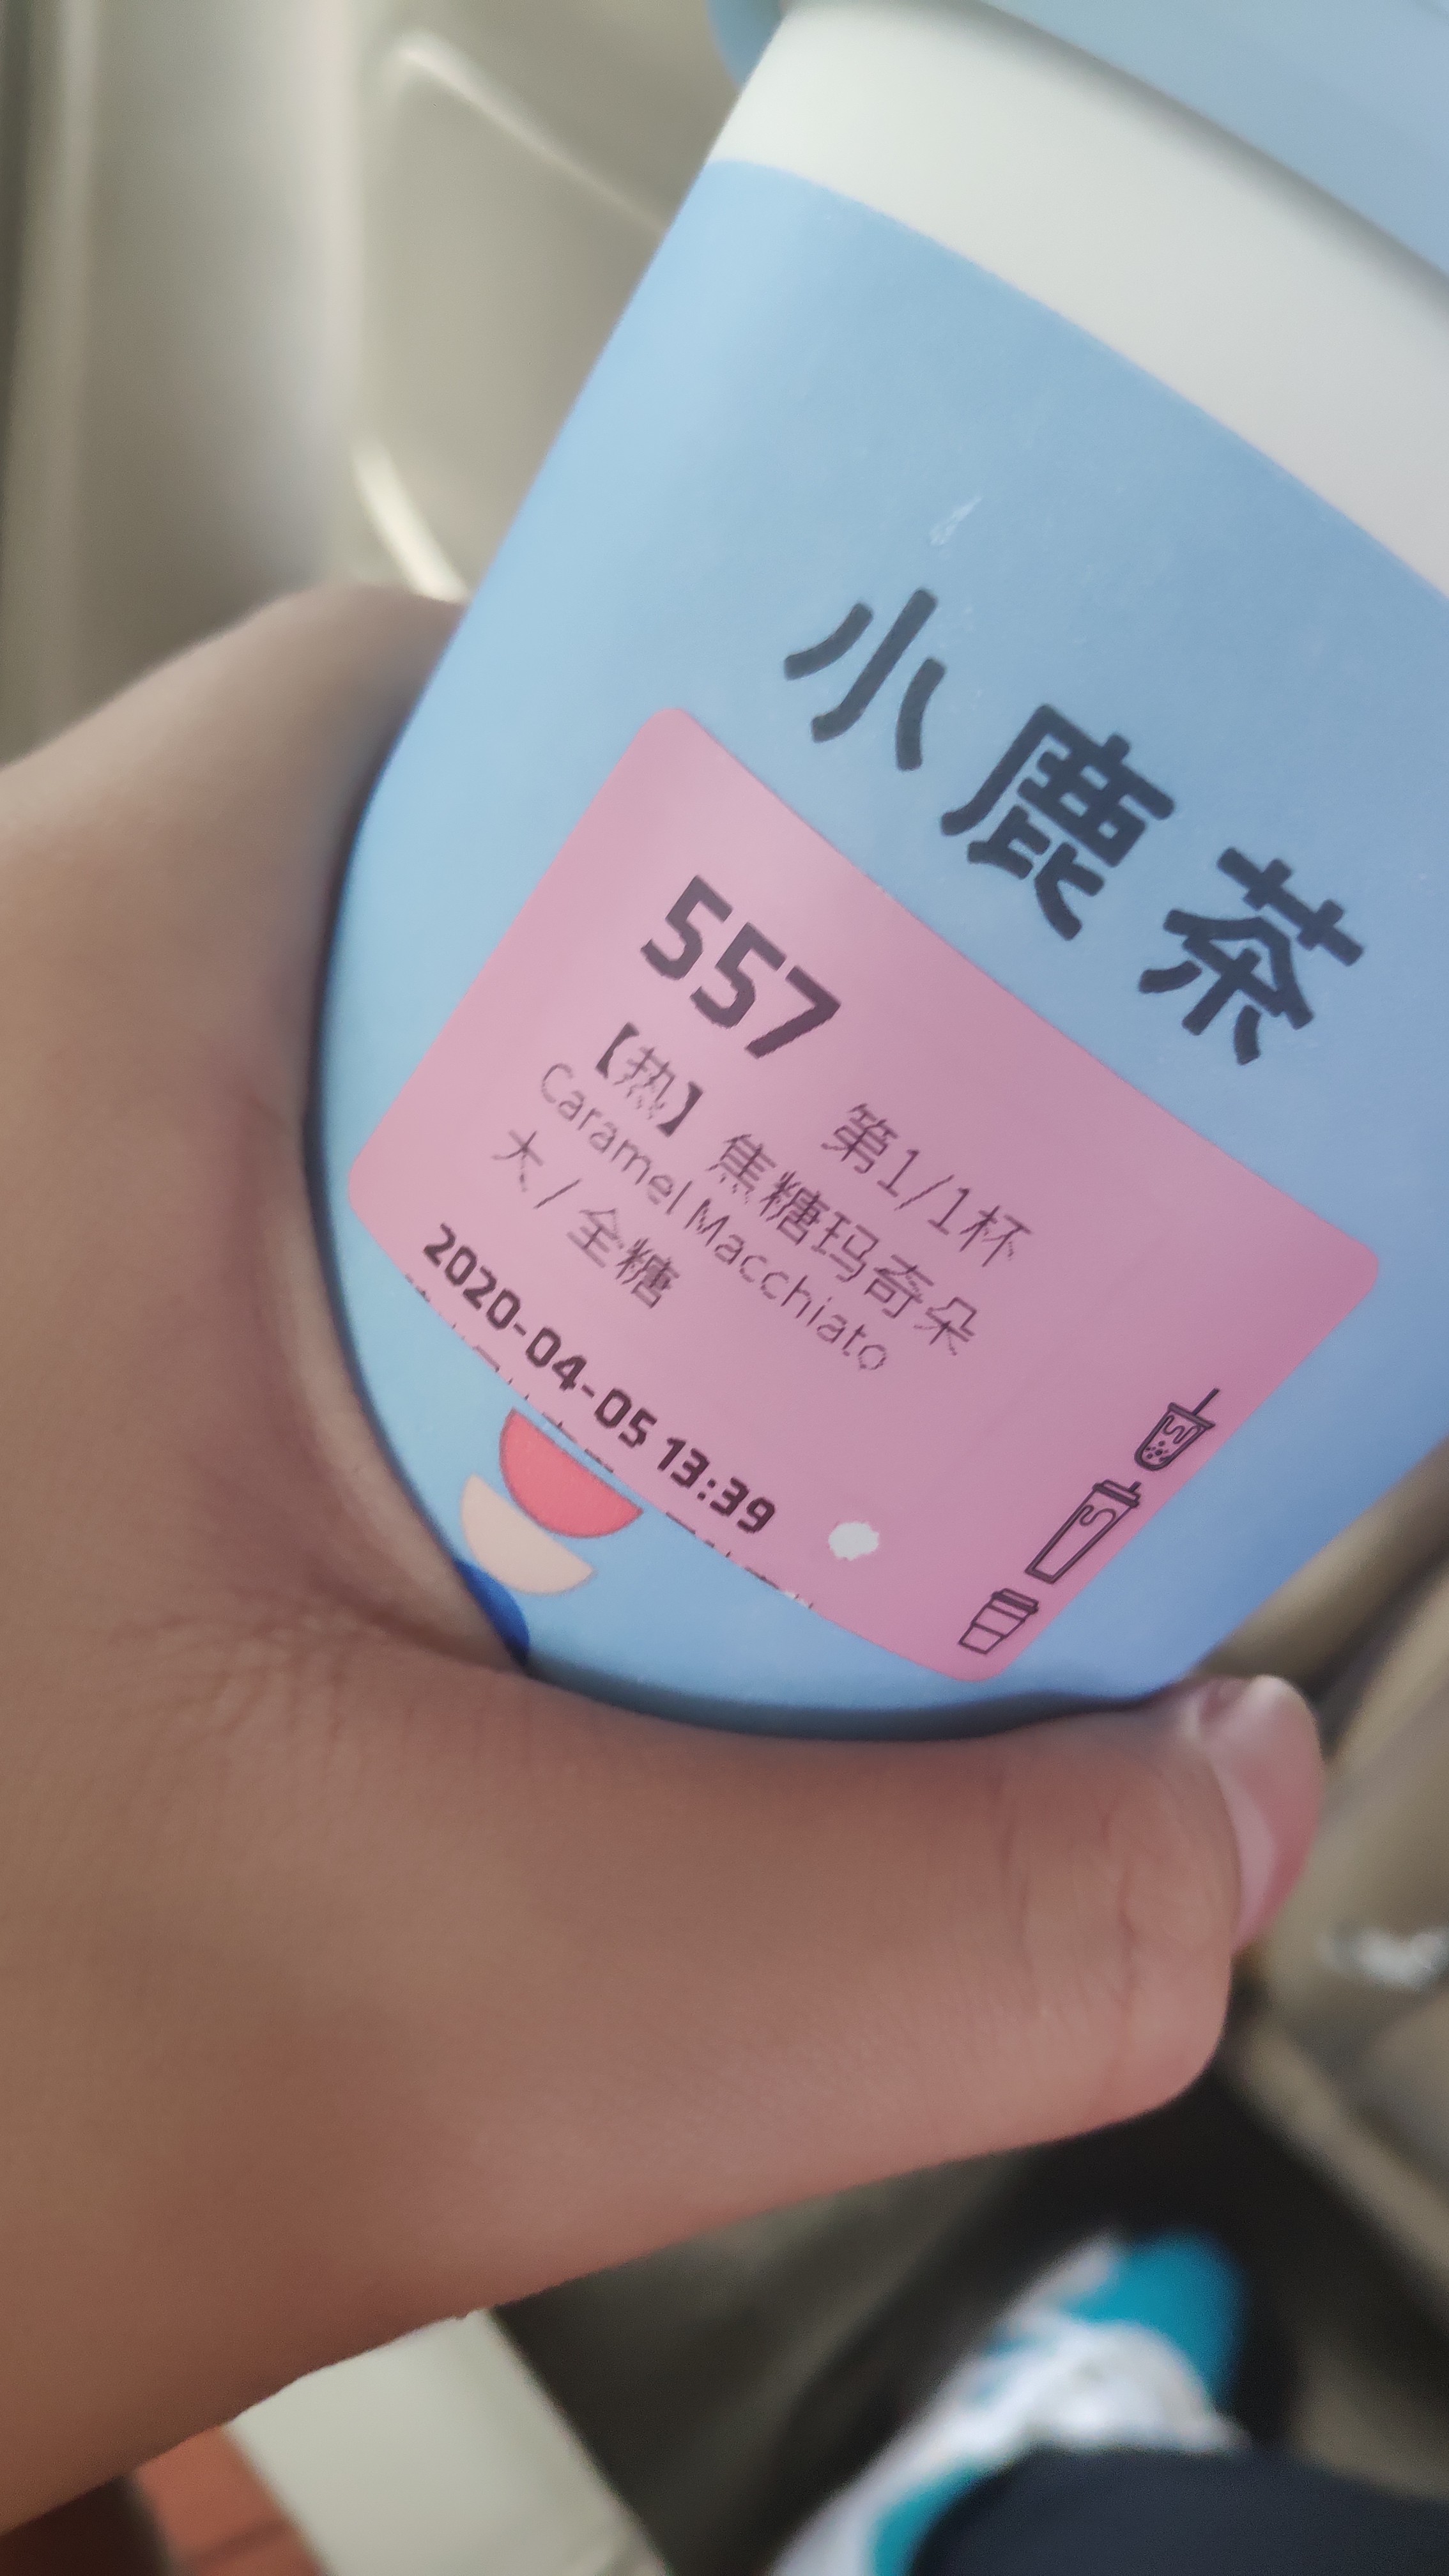 小鹿茶
557
第1/1杯
【热】 焦糖玛奇朵
Caramel Macchiato
大/全糖
2020-04-05 13:39